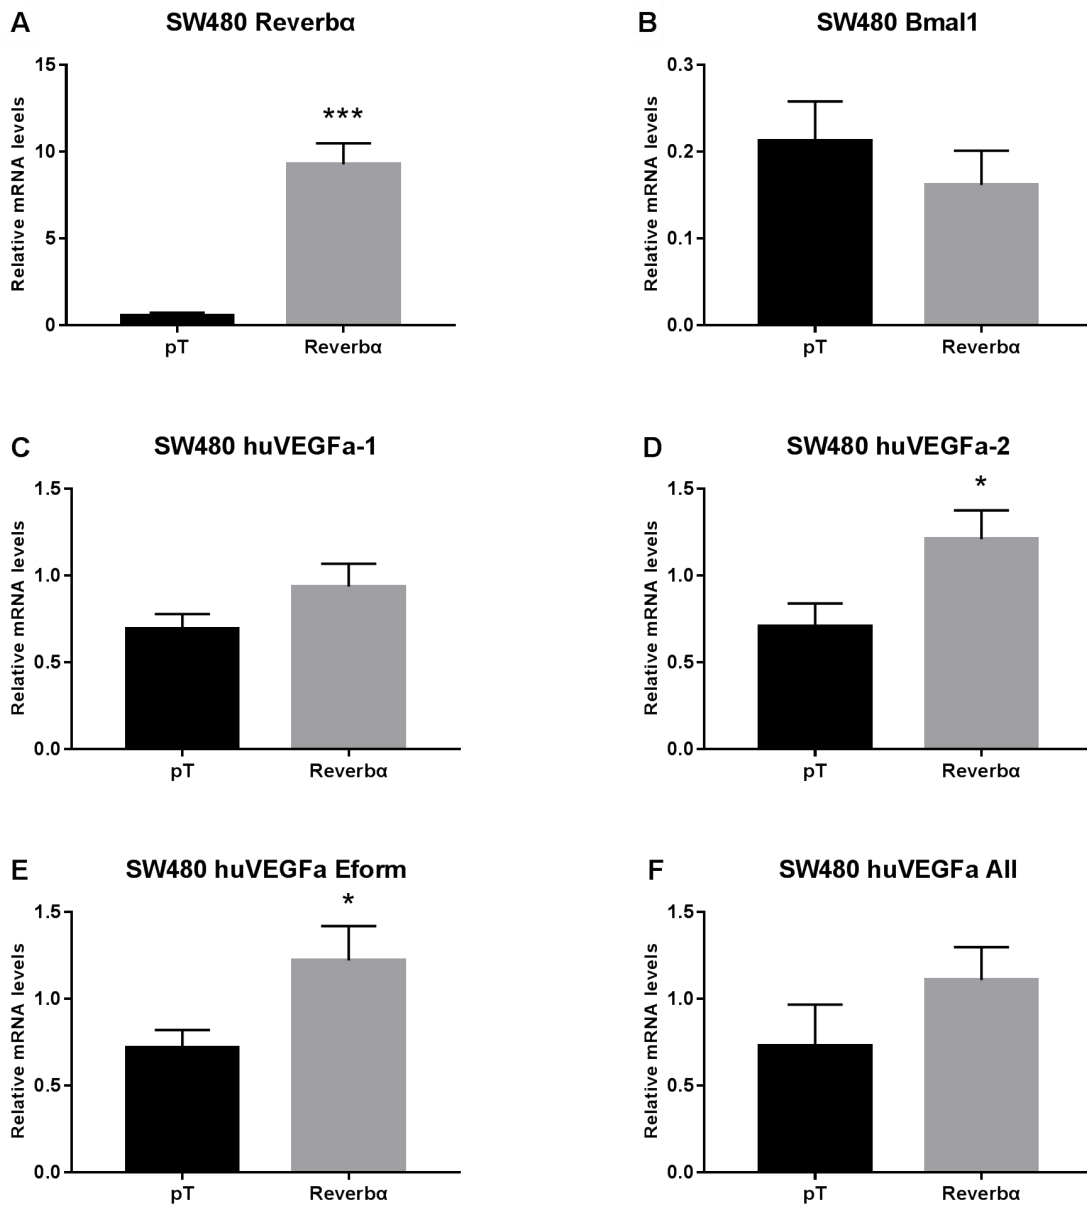 A
SW480 Reverbα
Relative mRNA levels
15
10
5
0
***
pT
Reverbα
B
SW480 Bmal1
Relative mRNA levels
0.3
0.2
0.1
0.0
pT
Reverbα
C
SW480 huVEGFa-1
Relative mRNA levels
1.5
1.0
0.5
0.0
pT
Reverbα
D
SW480 huVEGFa-2
Relative mRNA levels
1.5
1.0
0.5
0.0
*
pT
Reverbα
E
SW480 huVEGFa Eform
Relative mRNA levels
1.5
1.0
0.5
0.0
*
pT
Reverbα
F
SW480 huVEGFa All
Relative mRNA levels
1.5
1.0
0.5
0.0
pT
Reverbα